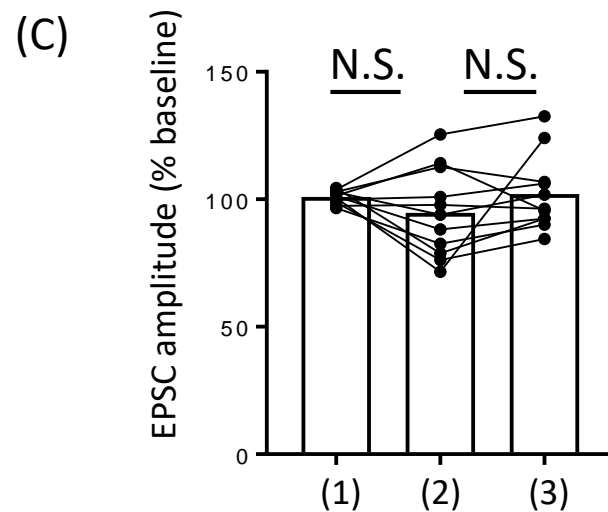 (C)
EPSC amplitude (% baseline)
N.S. N.S.
150
100
50
0
(1) (2) (3)